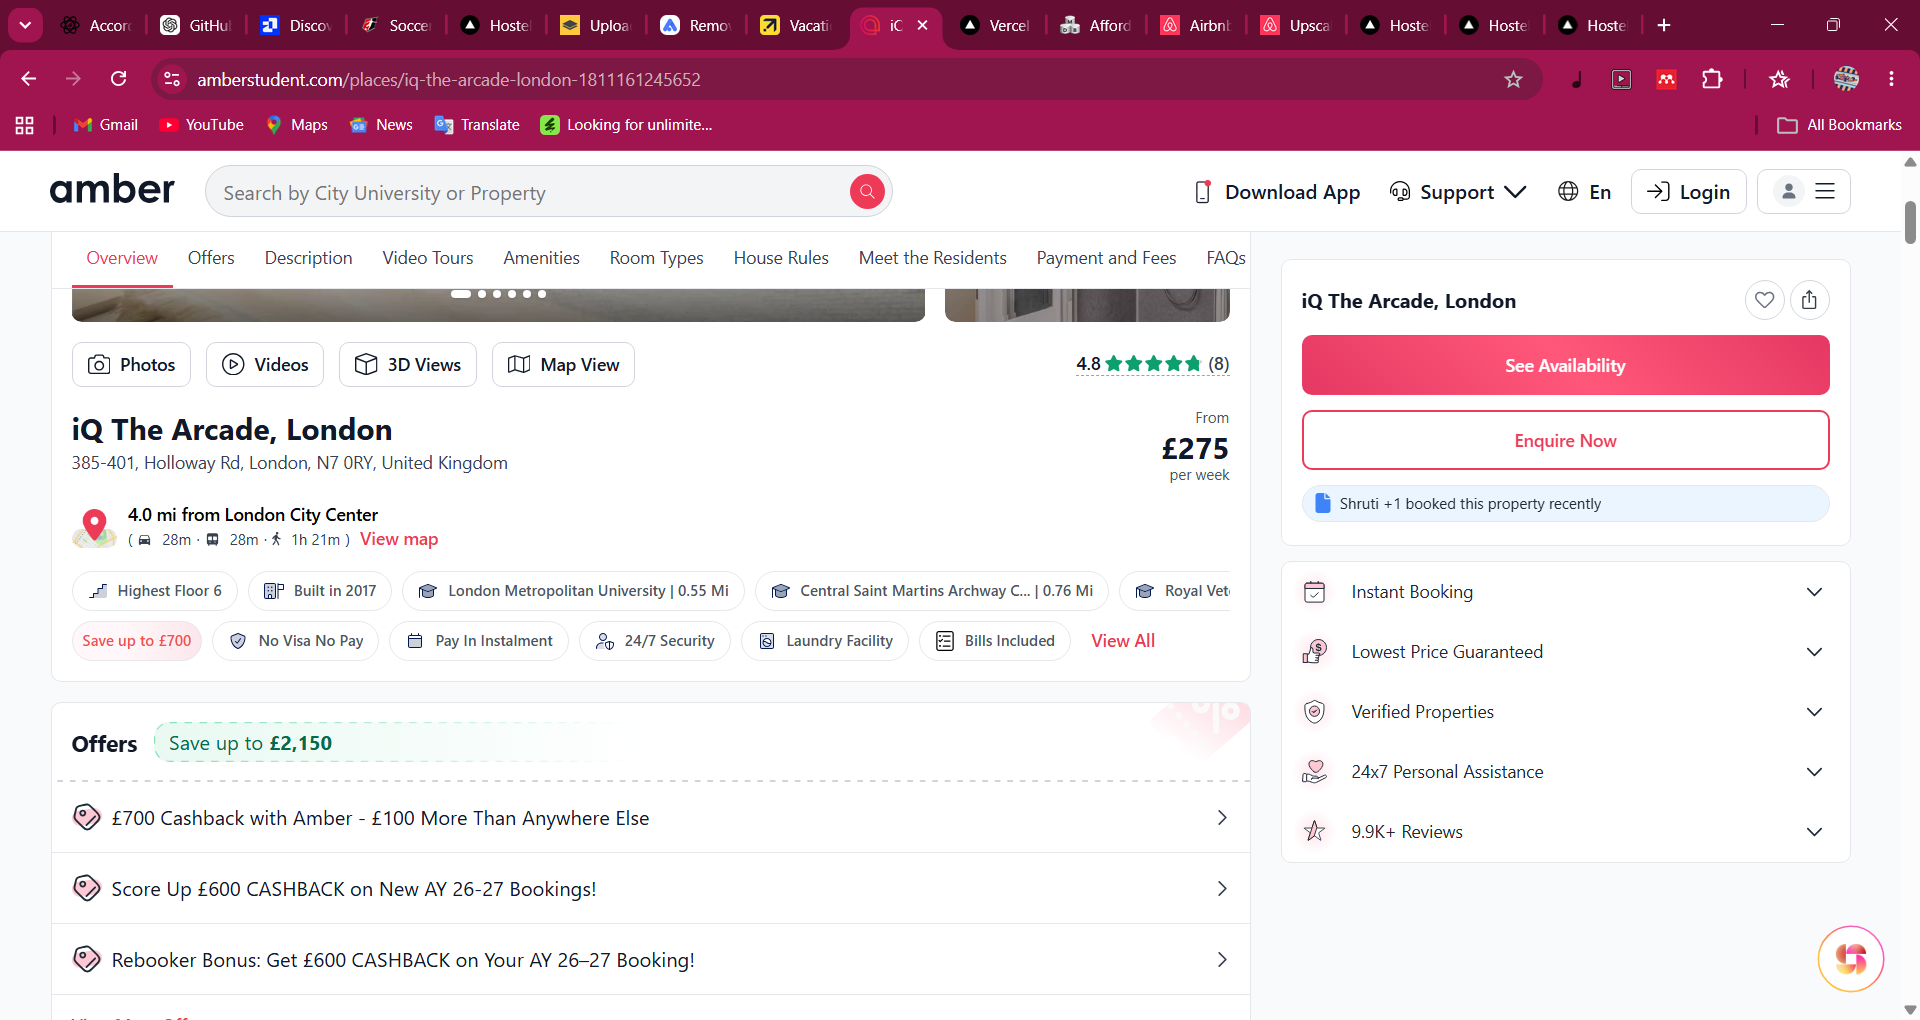 Accor
GitHu
Disco
Socce
Hoste
Uploa
Remo
Vacati
iC
Vercel
Afford
Airbnb
Upsca
Hoste
Hoste
Hoste
amberstudent.com/places/iq-the-arcade-london-1811161245652
Gmail
YouTube
Maps
News
Translate
Looking for unlimite...
All Bookmarks
amber
Search by City University or Property
Download App
Support
En
Login
Overview
Offers
Description
Video Tours
Amenities
Room Types
House Rules
Meet the Residents
Payment and Fees
FAQs
Photos
Videos
3D Views
Map View
4.8
(8)
iQ The Arcade, London
385-401, Holloway Rd, London, N7 0RY, United Kingdom
From
£275
per week
4.0 mi from London City Center
( 28m · 28m · 1h 21m ) View map
Highest Floor 6
Built in 2017
London Metropolitan University | 0.55 Mi
Central Saint Martins Archway C... | 0.76 Mi
Royal Vet
Save up to £700
No Visa No Pay
Pay In Instalment
24/7 Security
Laundry Facility
Bills Included
View All
Offers
Save up to £2,150
£700 Cashback with Amber - £100 More Than Anywhere Else
Score Up £600 CASHBACK on New AY 26-27 Bookings!
Rebooker Bonus: Get £600 CASHBACK on Your AY 26–27 Booking!
iQ The Arcade, London
See Availability
Enquire Now
Shruti +1 booked this property recently
Instant Booking
Lowest Price Guaranteed
Verified Properties
24x7 Personal Assistance
9.9K+ Reviews